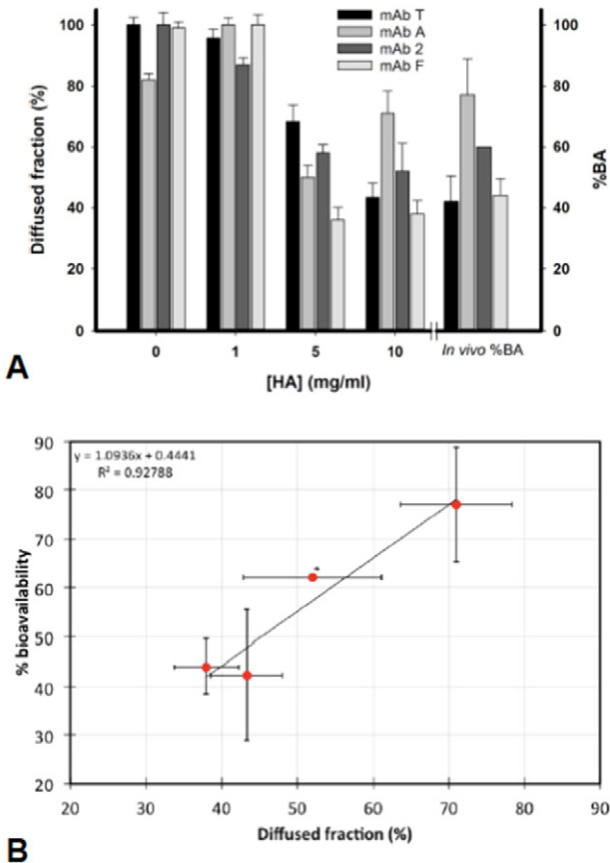 mAb T
mAb A
mAb 2
mAb F
100
80
60
40
20
0
Diffused fraction (%)
100
80
60
40
20
0
%BA
0 1 5 10 In vivo %BA
[HA] (mg/ml)
A
y = 1.0936x + 0.4441
R² = 0.92788
90
80
70
60
50
40
30
20
% bioavailability
*
20 30 40 50 60 70 80 90
Diffused fraction (%)
B